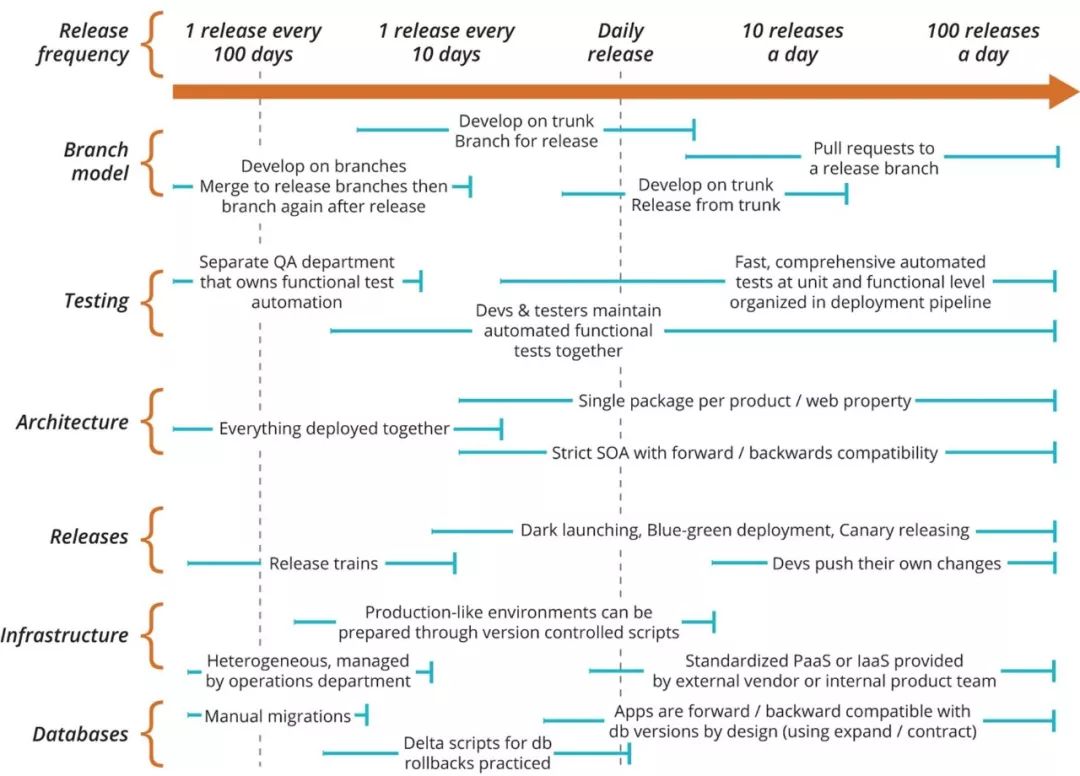 Release
frequency
1 release every
100 days
1 release every
10 days
Daily
release
10 releases
a day
100 releases
a day
Branch
model
Develop on trunk
Branch for release
Pull requests to
a release branch
Develop on branches
Merge to release branches then
branch again after release
Develop on trunk
Release from trunk
Testing
Separate QA department
that owns functional test
automation
Fast, comprehensive automated
tests at unit and functional level
organized in deployment pipeline
Devs & testers maintain
automated functional
tests together
Architecture
Single package per product / web property
Everything deployed together
Strict SOA with forward / backwards compatibility
Releases
Dark launching, Blue-green deployment, Canary releasing
Release trains
Devs push their own changes
Infrastructure
Production-like environments can be
prepared through version controlled scripts
Heterogeneous, managed
by operations department
Standardized PaaS or IaaS provided
by external vendor or internal product team
Databases
Manual migrations
Apps are forward / backward compatible with
db versions by design (using expand / contract)
Delta scripts for db
rollbacks practiced